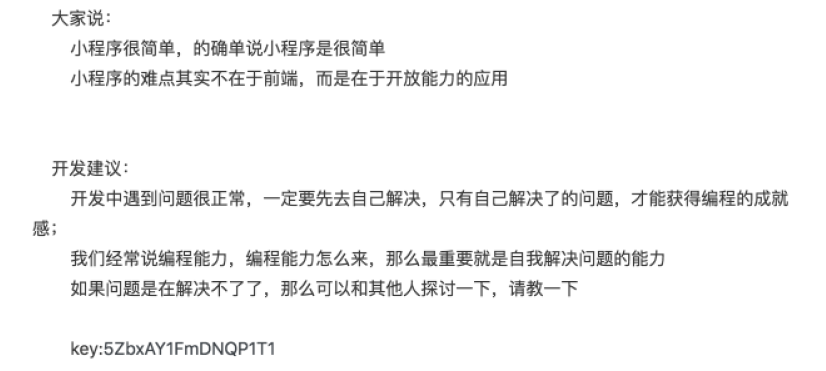 大家说：
小程序很简单，的确单说小程序是很简单
小程序的难点其实不在于前端，而是在于开放能力的应用
开发建议：
开发中遇到问题很正常，一定要先去自己解决，只有自己解决了的问题，才能获得编程的成就
感；
我们经常说编程能力，编程能力怎么来，那么最重要就是自我解决问题的能力
如果问题是在解决不了了，那么可以和其他人探讨一下，请教一下
key:5ZbxAY1FmDNQP1T1